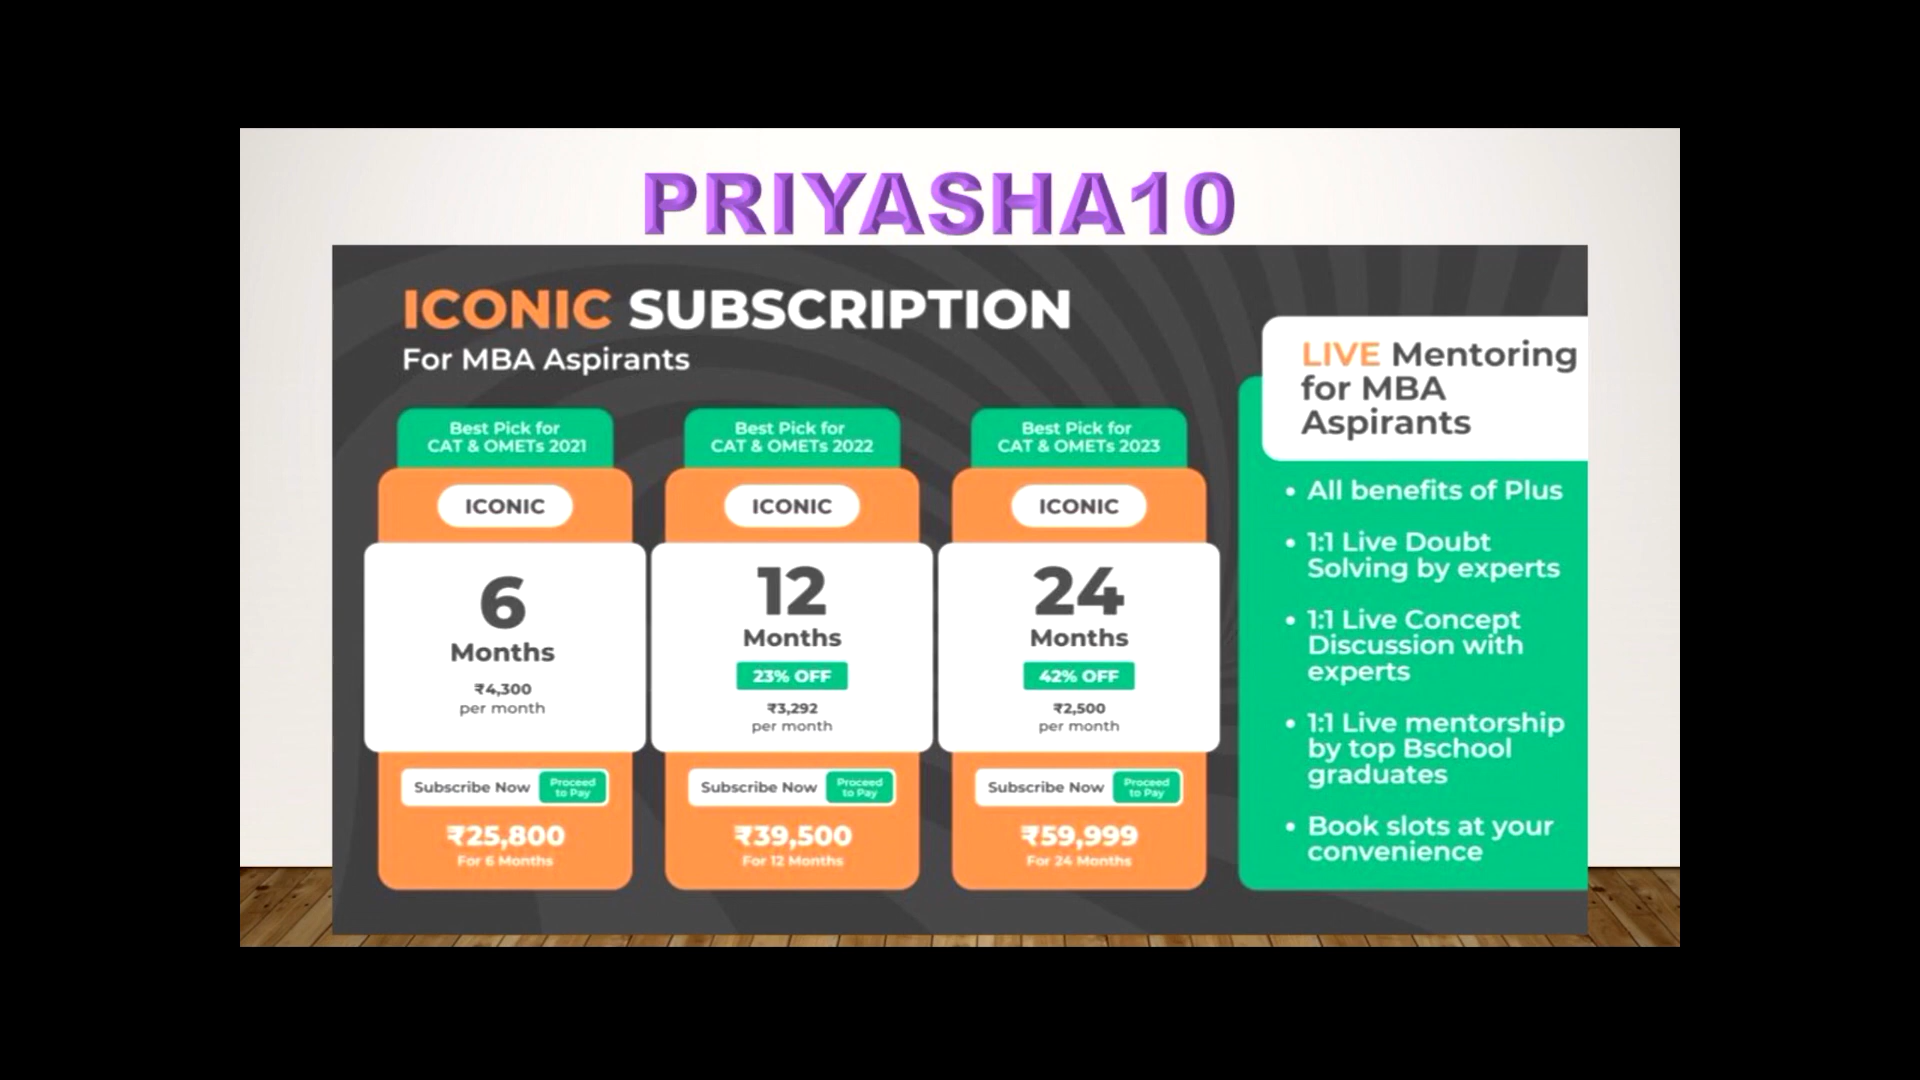 PRIYASHA10
ICONIC SUBSCRIPTION
For MBA Aspirants
Best Pick for
CAT & OMETs 2021
ICONIC
6
Months
₹4,300
per month
Subscribe Now
Proceed
to Pay
₹25,800
For 6 Months
Best Pick for
CAT & OMETs 2022
ICONIC
12
Months
23% OFF
₹3,292
per month
Subscribe Now
Proceed
to Pay
₹39,500
For 12 Months
Best Pick for
CAT & OMETs 2023
ICONIC
24
Months
42% OFF
₹2,500
per month
Subscribe Now
Proceed
to Pay
₹59,999
For 24 Months
LIVE Mentoring
for MBA
Aspirants
• All benefits of Plus
• 1:1 Live Doubt
Solving by experts
• 1:1 Live Concept
Discussion with
experts
• 1:1 Live mentorship
by top Bschool
graduates
• Book slots at your
convenience